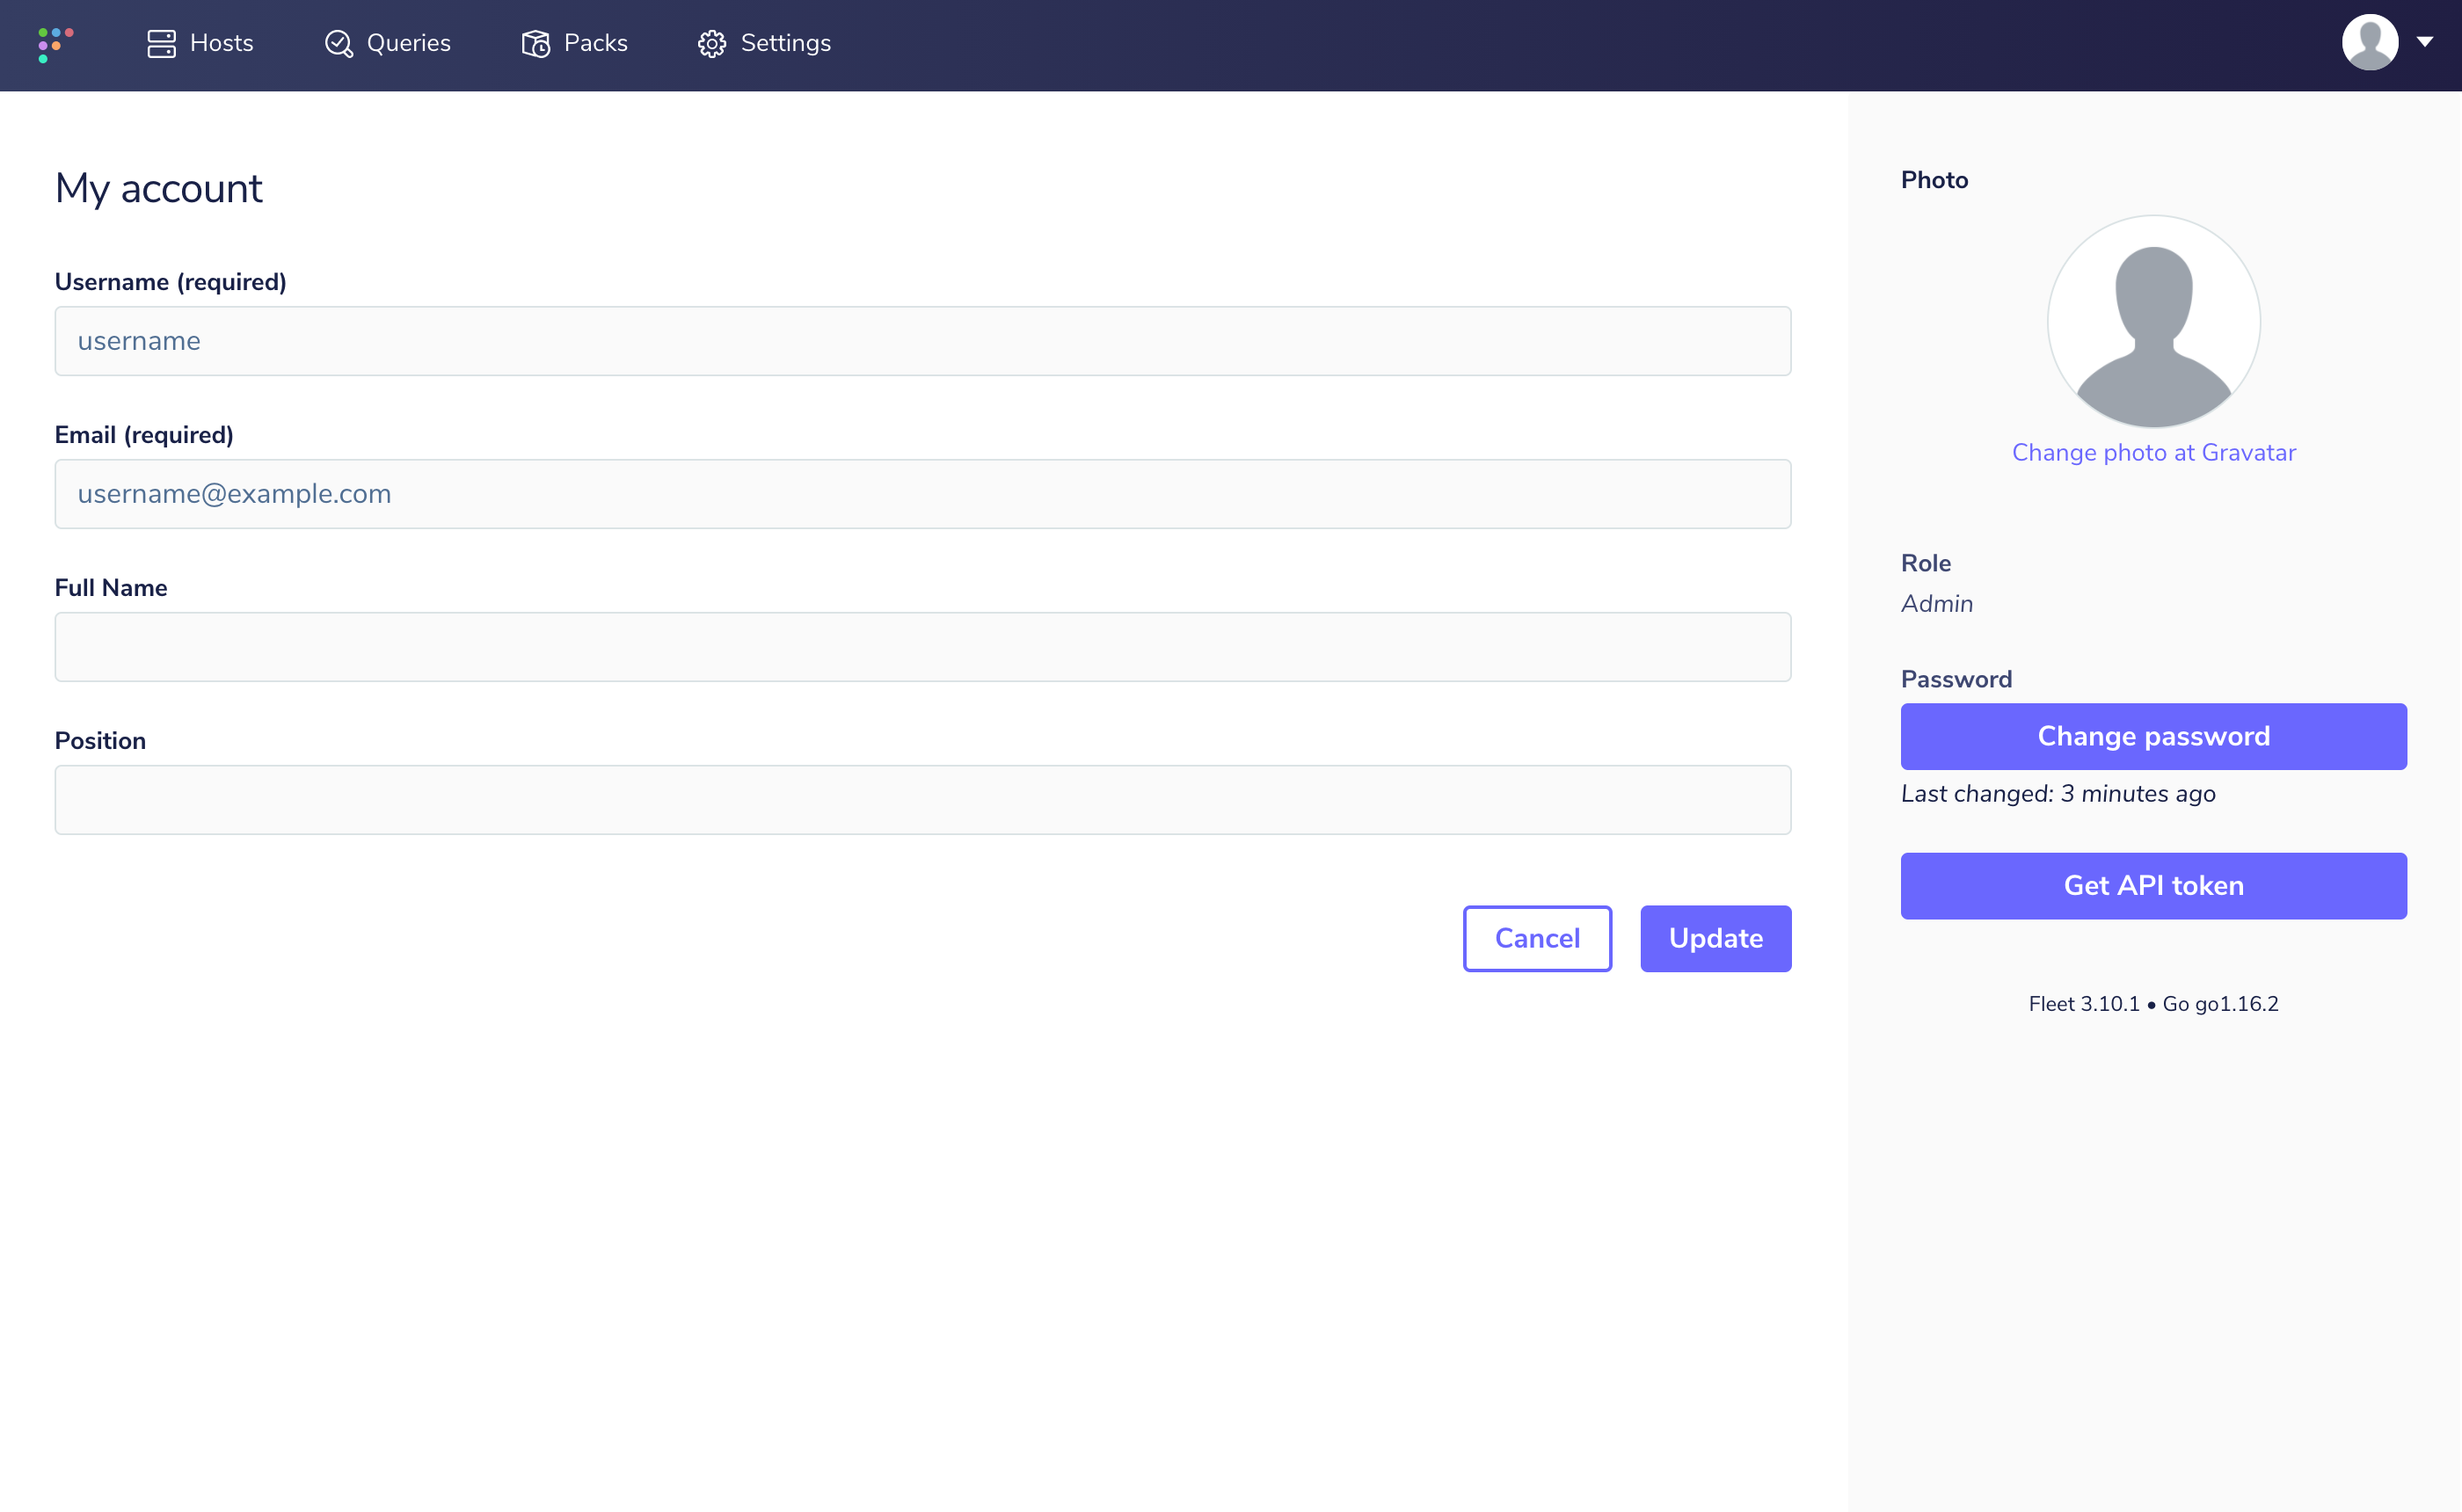 Hosts
Queries
Packs
Settings
My account
Username (required)
username
Email (required)
username@example.com
Full Name
Position
Cancel
Update
Photo
Change photo at Gravatar
Role
Admin
Password
Change password
Last changed: 3 minutes ago
Get API token
Fleet 3.10.1 • Go go1.16.2